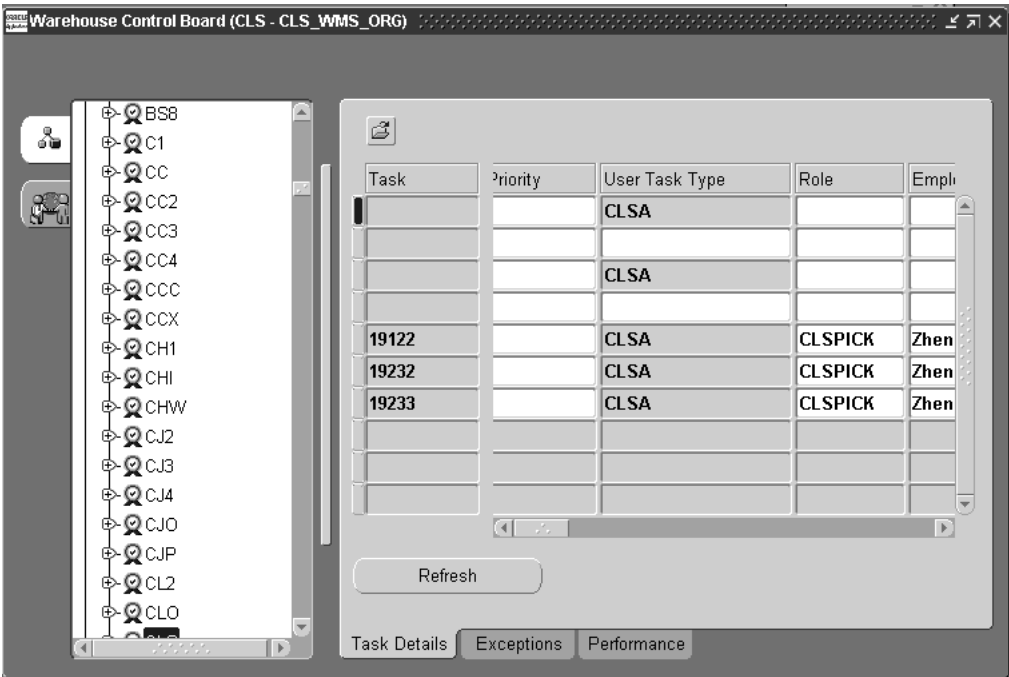 Warehouse Control Board (CLS - CLS_WMS_ORG)
BS8
C1
CC
CC2
CC3
CC4
CCC
CCX
CH1
CHI
CHW
CJ2
CJ3
CJ4
CJO
CJP
CL2
CLO
Task Priority User Task Type Role Emplo
CLSA
CLSA
19122 CLSA CLSPICK Zhen
19232 CLSA CLSPICK Zhen
19233 CLSA CLSPICK Zhen
Refresh
Task Details Exceptions Performance